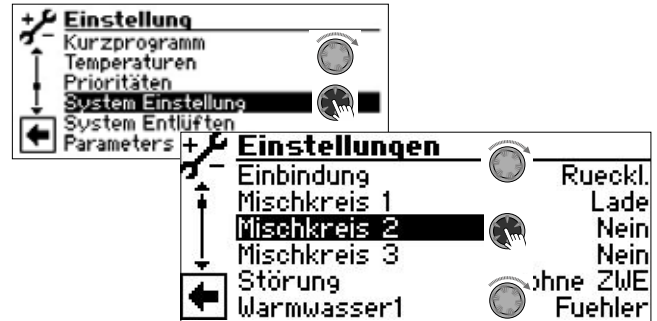 Einstellung
Kurzprogramm
Temperaturen
Prioritäten
System Einstellung
System Entlüften
Parameters
Einstellungen
Einbindung Rueckl.
Mischkreis 1 Lade
Mischkreis 2 Nein
Mischkreis 3 Nein
Störung ohne ZWE
Warmwasser1 Fuehler